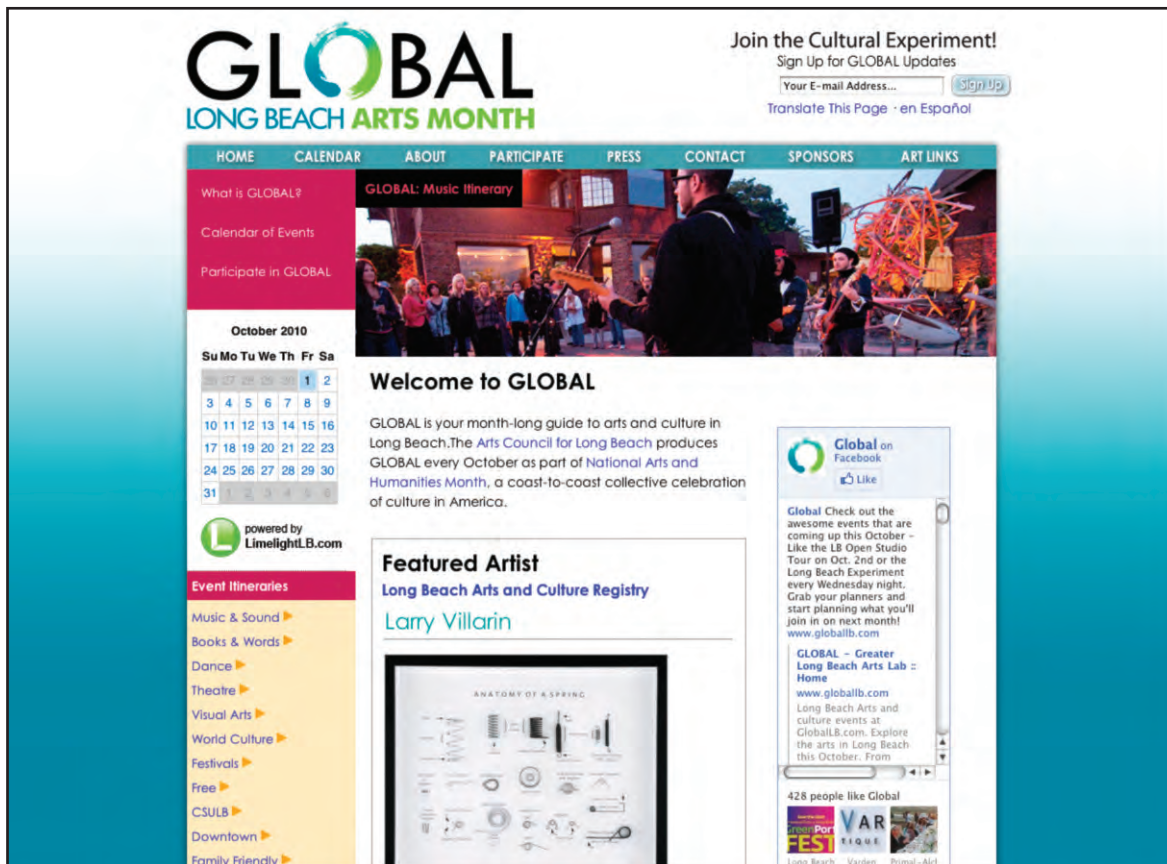 GLOBAL
LONG BEACH ARTS MONTH
Join the Cultural Experiment!
Sign Up for GLOBAL Updates
Your E-mail Address...
Sign Up
Translate This Page · en Español
HOME CALENDAR ABOUT PARTICIPATE PRESS CONTACT SPONSORS ART LINKS
What is GLOBAL?
Calendar of Events
Participate in GLOBAL
GLOBAL: Music Itinerary
October 2010
Su Mo Tu We Th Fr Sa
26 27 28 29 30 1 2
3 4 5 6 7 8 9
10 11 12 13 14 15 16
17 18 19 20 21 22 23
24 25 26 27 28 29 30
31 1 2 3 4 5 6
L
powered by
LimelightLB.com
Event Itineraries
Music & Sound
Books & Words
Dance
Theatre
Visual Arts
World Culture
Festivals
Free
CSULB
Downtown
Family Friendly
Welcome to GLOBAL
GLOBAL is your month-long guide to arts and culture in
Long Beach.The Arts Council for Long Beach produces
GLOBAL every October as part of National Arts and
Humanities Month, a coast-to-coast collective celebration
of culture in America.
Featured Artist
Long Beach Arts and Culture Registry
Larry Villarin
ANATOMY OF A SPRING
Global on
Facebook
Like
Global Check out the
awesome events that are
coming up this October –
Like the LB Open Studio
Tour on Oct. 2nd or the
Long Beach Experiment
every Wednesday night.
Grab your planners and
start planning what you'll
join in on next month!
www.globallb.com
GLOBAL – Greater
Long Beach Arts Lab ::
Home
www.globallb.com
Long Beach Arts and
culture events at
GlobalLB.com. Explore
the arts in Long Beach
this October. From
428 people like Global
GreenPort
FEST
VAR
TIQUE
Long Beach Varden Primal-Alch